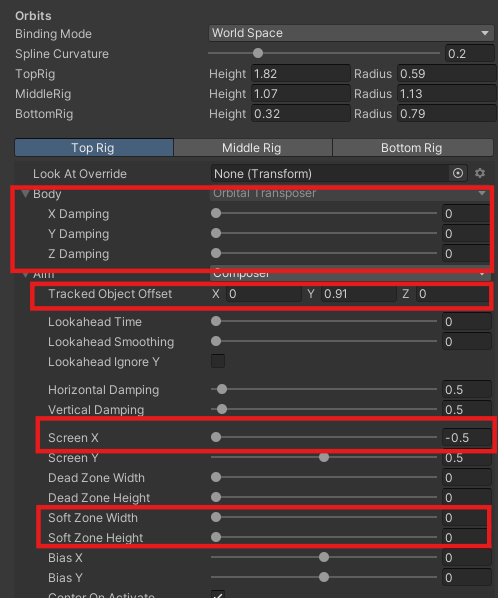 Orbits
Binding Mode World Space
Spline Curvature 0.2
TopRig Height 1.82 Radius 0.59
MiddleRig Height 1.07 Radius 1.13
BottomRig Height 0.32 Radius 0.79
Top Rig Middle Rig Bottom Rig
Look At Override None (Transform)
Body Orbital Transposer
X Damping 0
Y Damping 0
Z Damping 0
Aim Composer
Tracked Object Offset X 0 Y 0.91 Z 0
Lookahead Time 0
Lookahead Smoothing 0
Lookahead Ignore Y
Horizontal Damping 0.5
Vertical Damping 0.5
Screen X -0.5
Screen Y 0.5
Dead Zone Width 0
Dead Zone Height 0
Soft Zone Width 0
Soft Zone Height 0
Bias X 0
Bias Y 0
Center On Activate